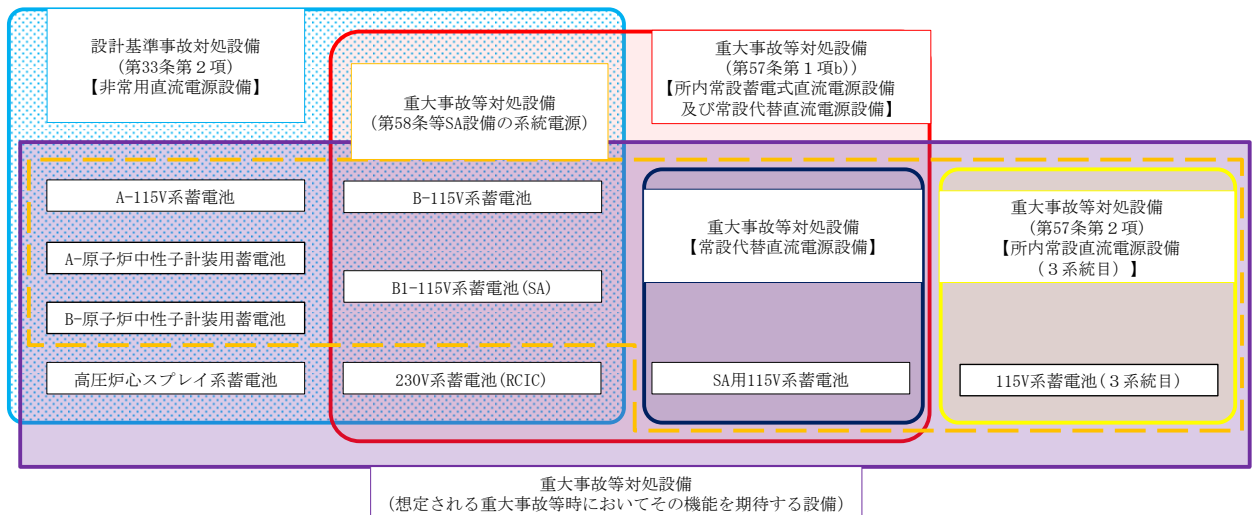 設計基準事故対処設備
(第33条第２項)
【非常用直流電源設備】
重大事故等対処設備
(第58条等SA設備の系統電源)
重大事故等対処設備
(第57条第１項b))
【所内常設蓄電式直流電源設備
及び常設代替直流電源設備】
A-115V系蓄電池
A-原子炉中性子計装用蓄電池
B-原子炉中性子計装用蓄電池
高圧炉心スプレイ系蓄電池
B-115V系蓄電池
B1-115V系蓄電池(SA)
230V系蓄電池(RCIC)
重大事故等対処設備
【常設代替直流電源設備】
SA用115V系蓄電池
重大事故等対処設備
(第57条第２項)
【所内常設直流電源設備
(３系統目)】
115V系蓄電池(３系統目)
重大事故等対処設備
(想定される重大事故等時においてその機能を期待する設備)